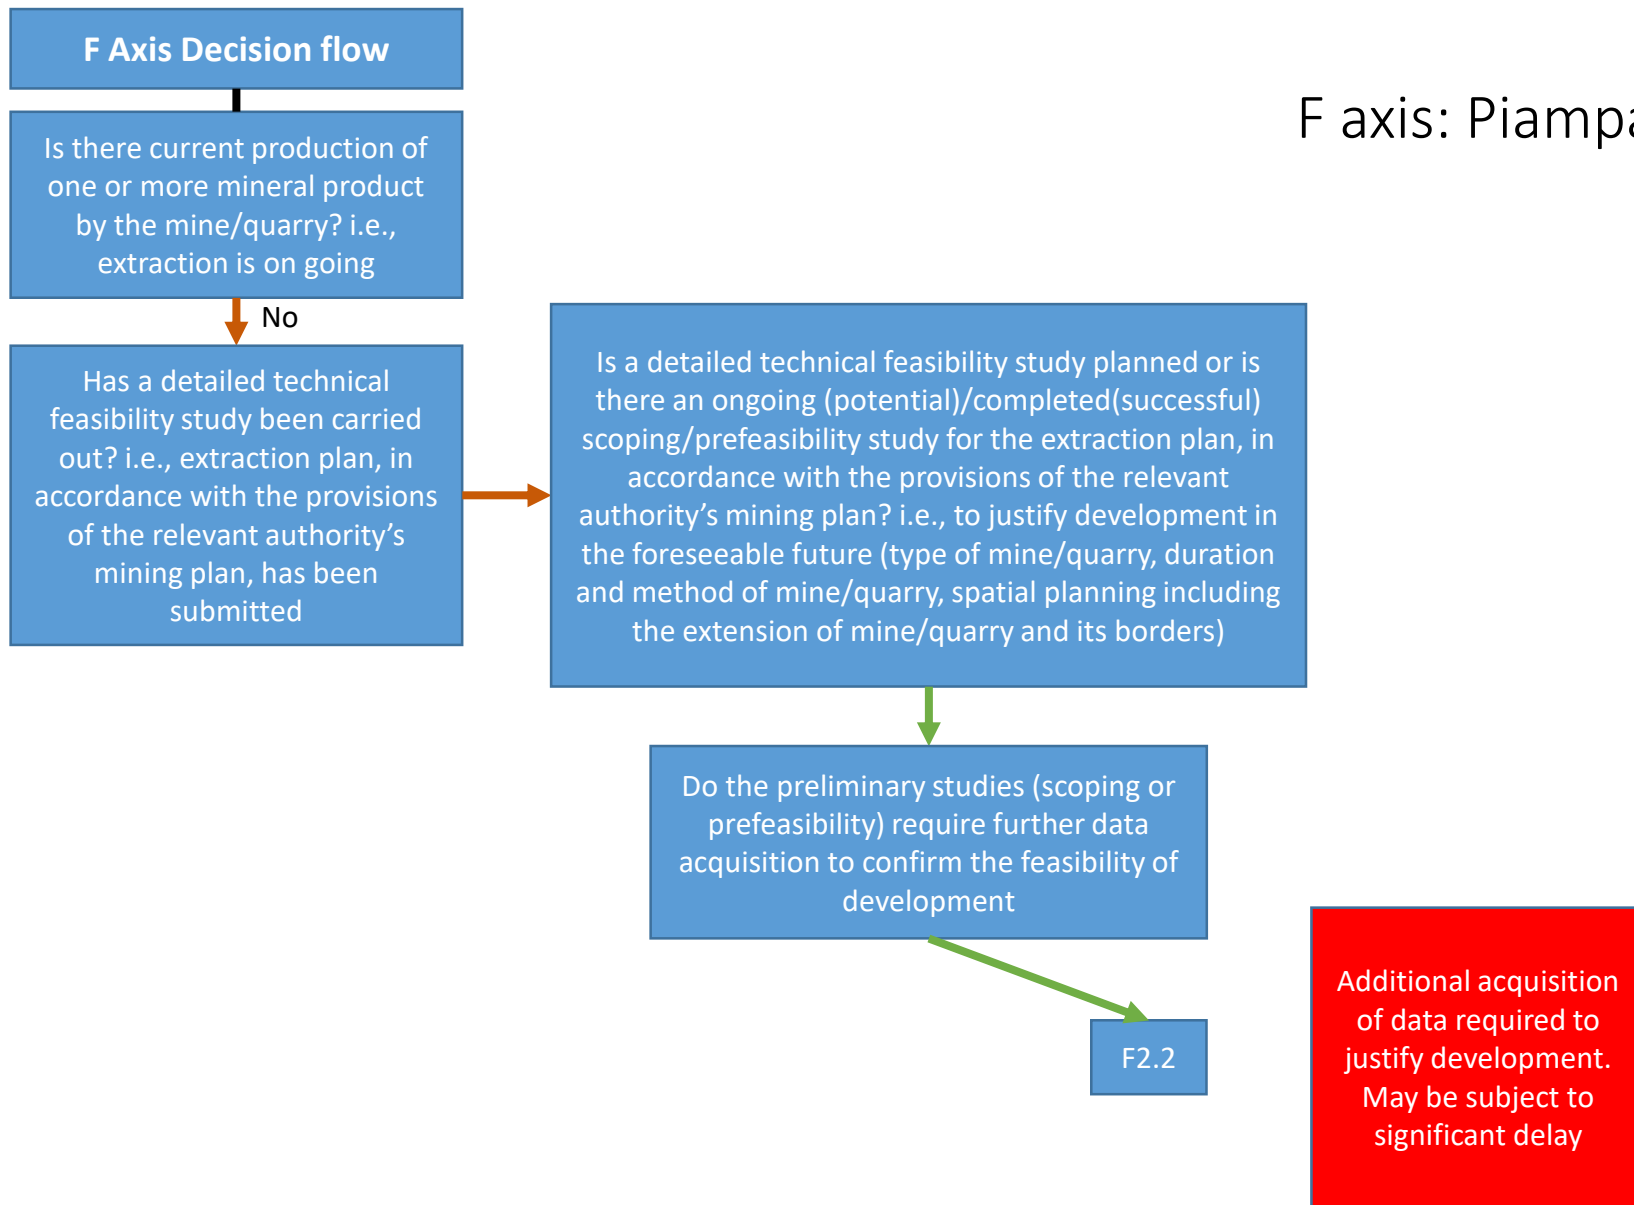 F Axis Decision flow
F axis: Piampa
Is there current production of
one or more mineral product
by the mine/quarry? i.e.,
extraction is on going
No
Has a detailed technical
feasibility study been carried
out? i.e., extraction plan, in
accordance with the provisions
of the relevant authority’s
mining plan, has been
submitted
Is a detailed technical feasibility study planned or is
there an ongoing (potential)/completed(successful)
scoping/prefeasibility study for the extraction plan, in
accordance with the provisions of the relevant
authority’s mining plan? i.e., to justify development in
the foreseeable future (type of mine/quarry, duration
and method of mine/quarry, spatial planning including
the extension of mine/quarry and its borders)
Do the preliminary studies (scoping or
prefeasibility) require further data
acquisition to confirm the feasibility of
development
F2.2
Additional acquisition
of data required to
justify development.
May be subject to
significant delay